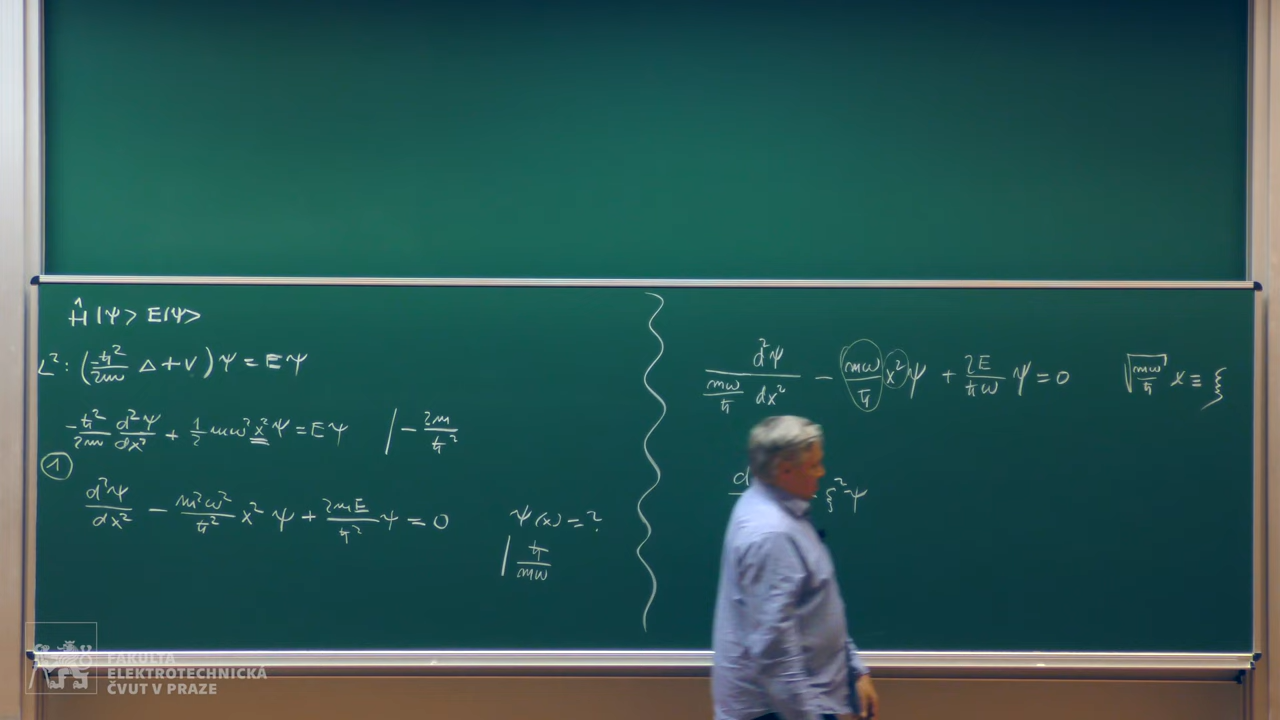 Ĥ |Ψ> E|Ψ>
L²: (-ħ²/2m Δ + V) Ψ = E Ψ
-ħ²/2m d²Ψ/dx² + 1/2 mω² x² Ψ = E Ψ | - 2m/ħ²
①
d²Ψ/dx² - m²ω²/ħ² x² Ψ + 2mE/ħ² Ψ = 0
Ψ(x) = ?
| ħ/mω
d²Ψ/(mω/ħ dx²) - mω/ħ x² Ψ + 2E/ħω Ψ = 0 √(mω/ħ) x ≡ ξ
d - ξ² Ψ
FAKULTA
ELEKTROTECHNICKÁ
ČVUT V PRAZE